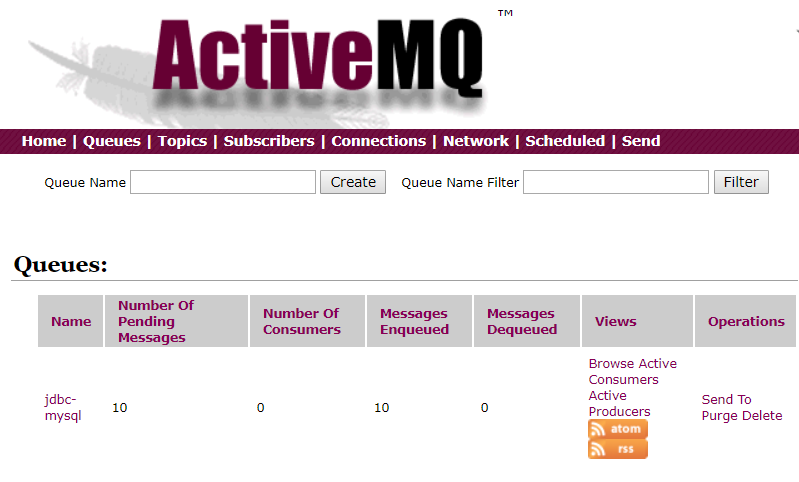 ActiveMQ ™
Home | Queues | Topics | Subscribers | Connections | Network | Scheduled | Send
Queue Name Create Queue Name Filter Filter
Queues:
Name Number Of Pending Messages Number Of Consumers Messages Enqueued Messages Dequeued Views Operations
jdbc-mysql 10 0 10 0 Browse Active Consumers Active Producers atom rss Send To Purge Delete